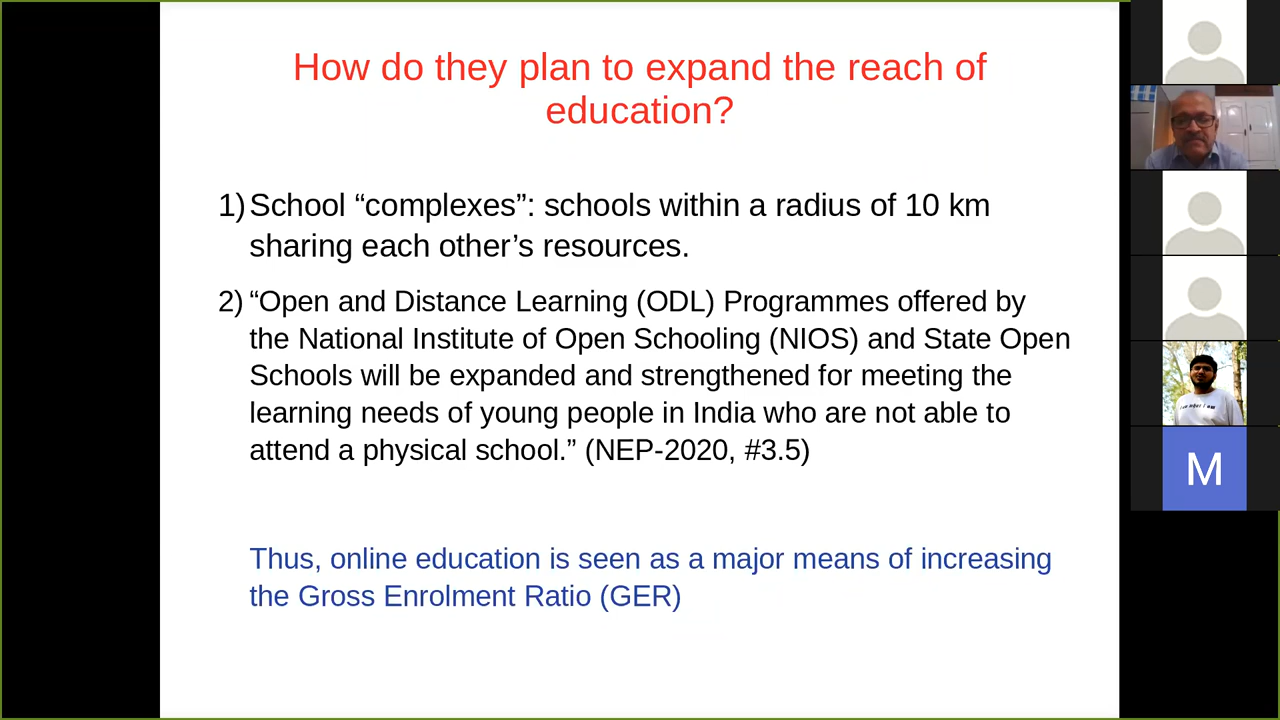 How do they plan to expand the reach of
education?
1) School “complexes”: schools within a radius of 10 km
sharing each other’s resources.
2) “Open and Distance Learning (ODL) Programmes offered by
the National Institute of Open Schooling (NIOS) and State Open
Schools will be expanded and strengthened for meeting the
learning needs of young people in India who are not able to
attend a physical school.” (NEP-2020, #3.5)
Thus, online education is seen as a major means of increasing
the Gross Enrolment Ratio (GER)
M